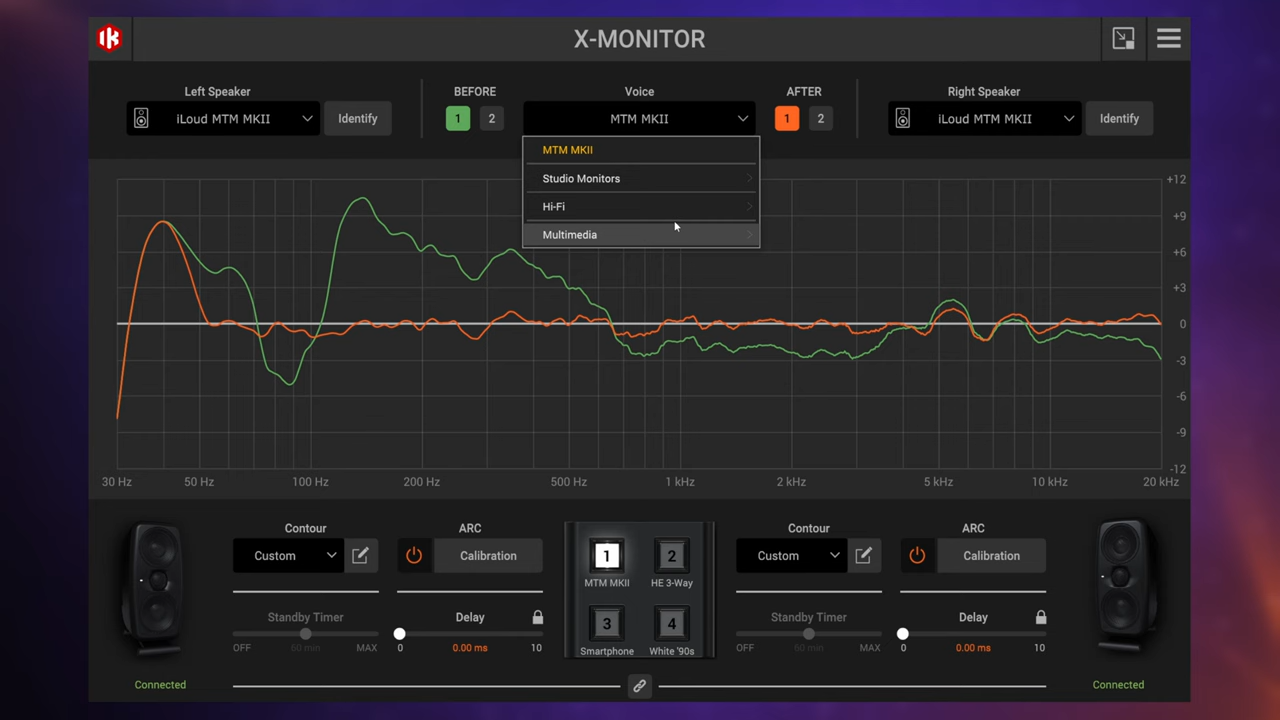 X-MONITOR
Left Speaker
BEFORE
Voice
AFTER
Right Speaker
iLoud MTM MKII
Identify
1
2
MTM MKII
1
2
iLoud MTM MKII
Identify
MTM MKII
Studio Monitors
Hi-Fi
Multimedia
+12
+9
+6
+3
0
-3
-6
-9
-12
30 Hz
50 Hz
100 Hz
200 Hz
500 Hz
1 kHz
2 kHz
5 kHz
10 kHz
20 kHz
Contour
ARC
Custom
Calibration
Standby Timer
Delay
OFF
60 min
MAX
0
0.00 ms
10
Connected
1
MTM MKII
2
HE 3-Way
3
Smartphone
4
White '90s
Contour
ARC
Custom
Calibration
Standby Timer
Delay
OFF
60 min
MAX
0
0.00 ms
10
Connected